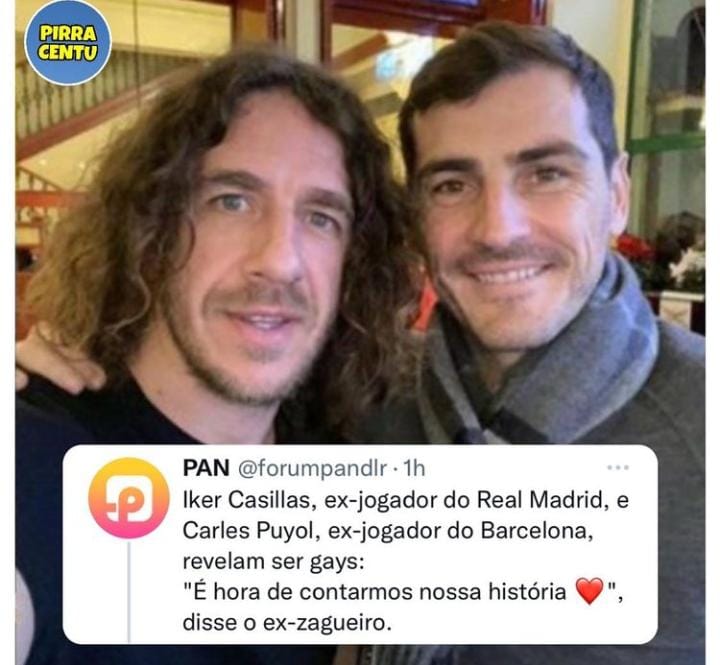 PIRRA
CENTU
PAN @forumpandlr · 1h
Iker Casillas, ex-jogador do Real Madrid, e
Carles Puyol, ex-jogador do Barcelona,
revelam ser gays:
"É hora de contarmos nossa história ❤️",
disse o ex-zagueiro.